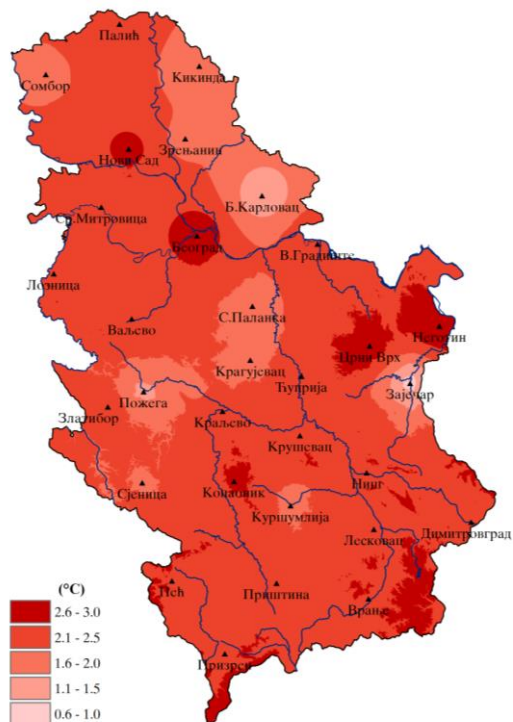 Палић
Кикинда
Сомбор
Нови Сад
Зрењанин
Б.Карловац
Ср.Митровица
Београд
В.Градиште
Лозница
С.Паланка
Ваљево
Неготин
Црни Врх
Крагујевац
Ћуприја
Зајечар
Пожега
Златибор
Краљево
Крушевац
Ниш
Сјеница
Копаоник
Куршумлија
Димитровград
Лесковац
Пећ
Приштина
Врање
Призрен
(°C)
2.6 - 3.0
2.1 - 2.5
1.6 - 2.0
1.1 - 1.5
0.6 - 1.0